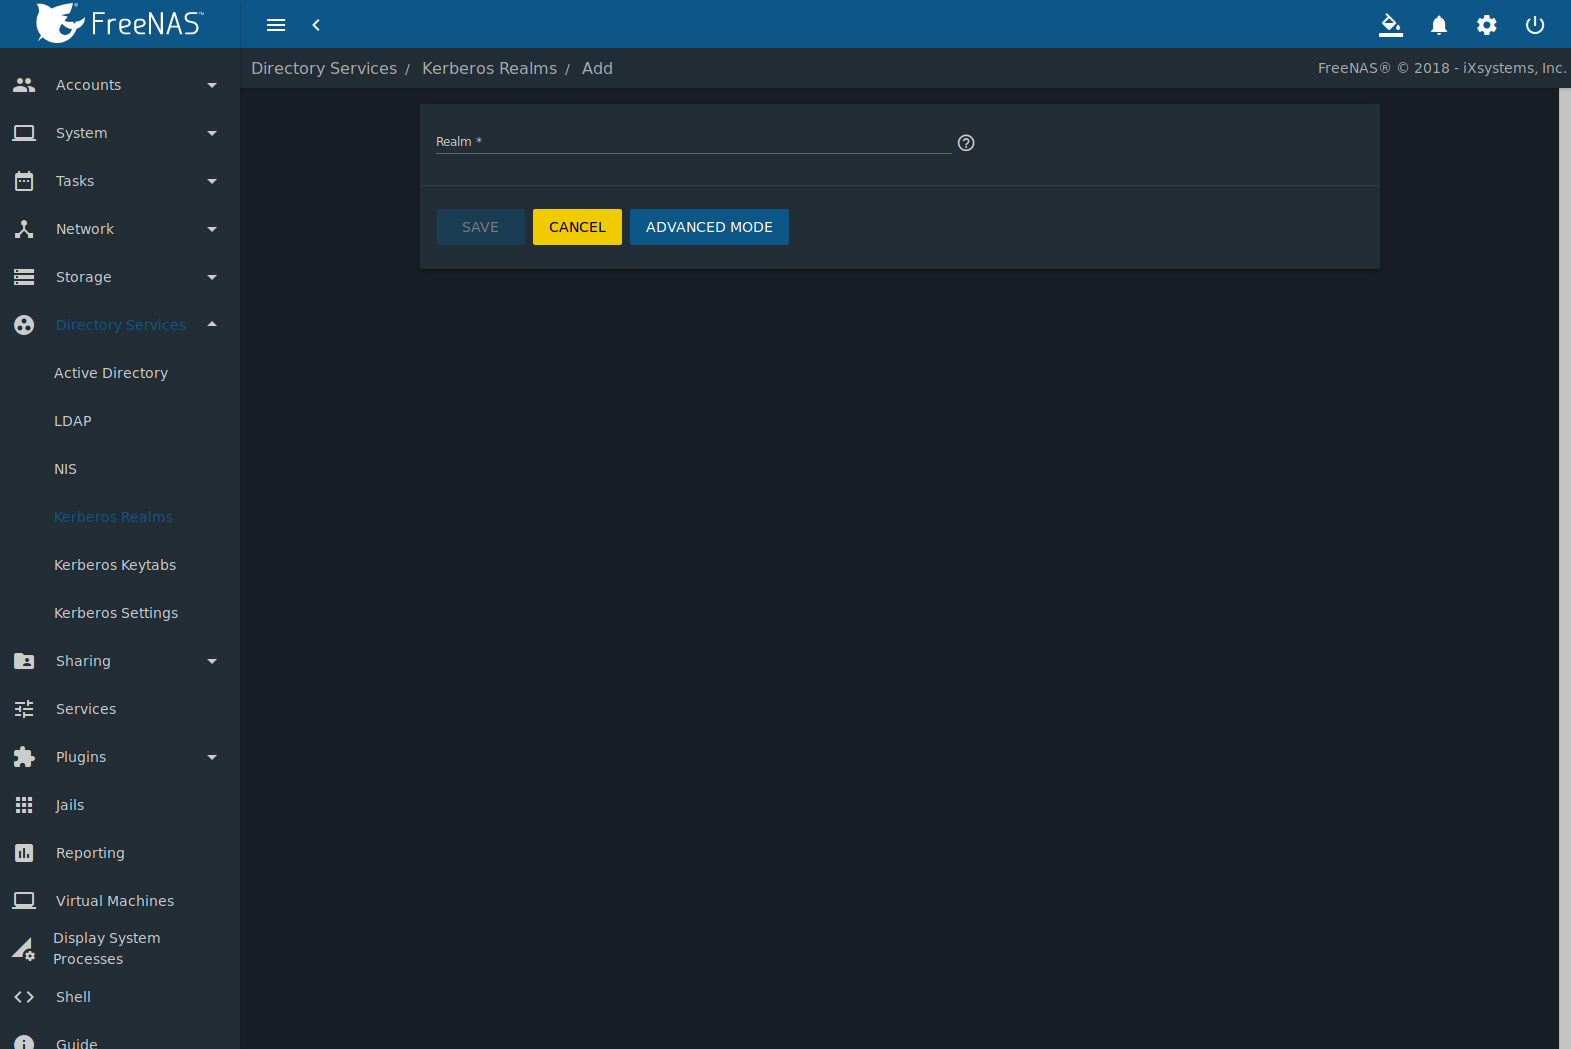 FreeNAS™
Directory Services / Kerberos Realms / Add
FreeNAS® © 2018 - iXsystems, Inc.
Accounts
System
Tasks
Network
Storage
Directory Services
Active Directory
LDAP
NIS
Kerberos Realms
Kerberos Keytabs
Kerberos Settings
Sharing
Services
Plugins
Jails
Reporting
Virtual Machines
Display System
Processes
Shell
Guide
Realm *
SAVE CANCEL ADVANCED MODE